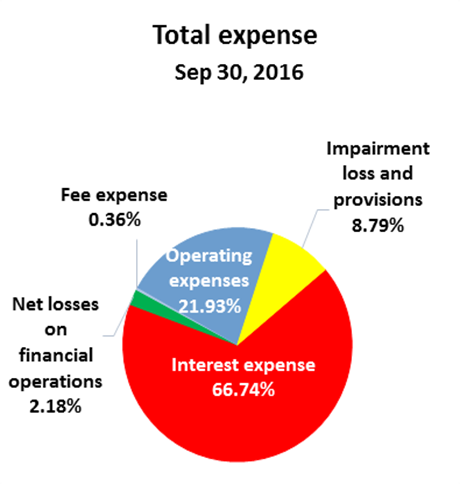 Total expense
Sep 30, 2016
Impairment
loss and
provisions
8.79%
Fee expense
0.36%
Operating
expenses
21.93%
Net losses
on
financial
operations
2.18%
Interest expense
66.74%